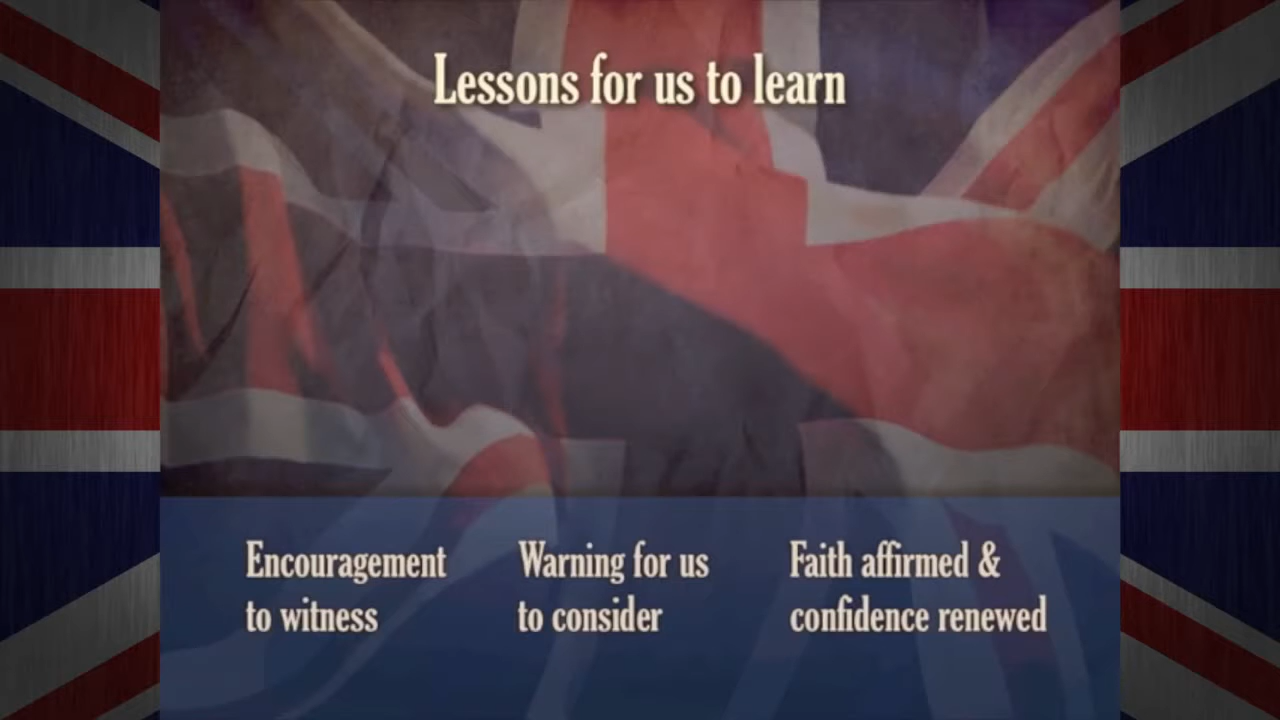 Lessons for us to learn
Encouragement
to witness
Warning for us
to consider
Faith affirmed &
confidence renewed